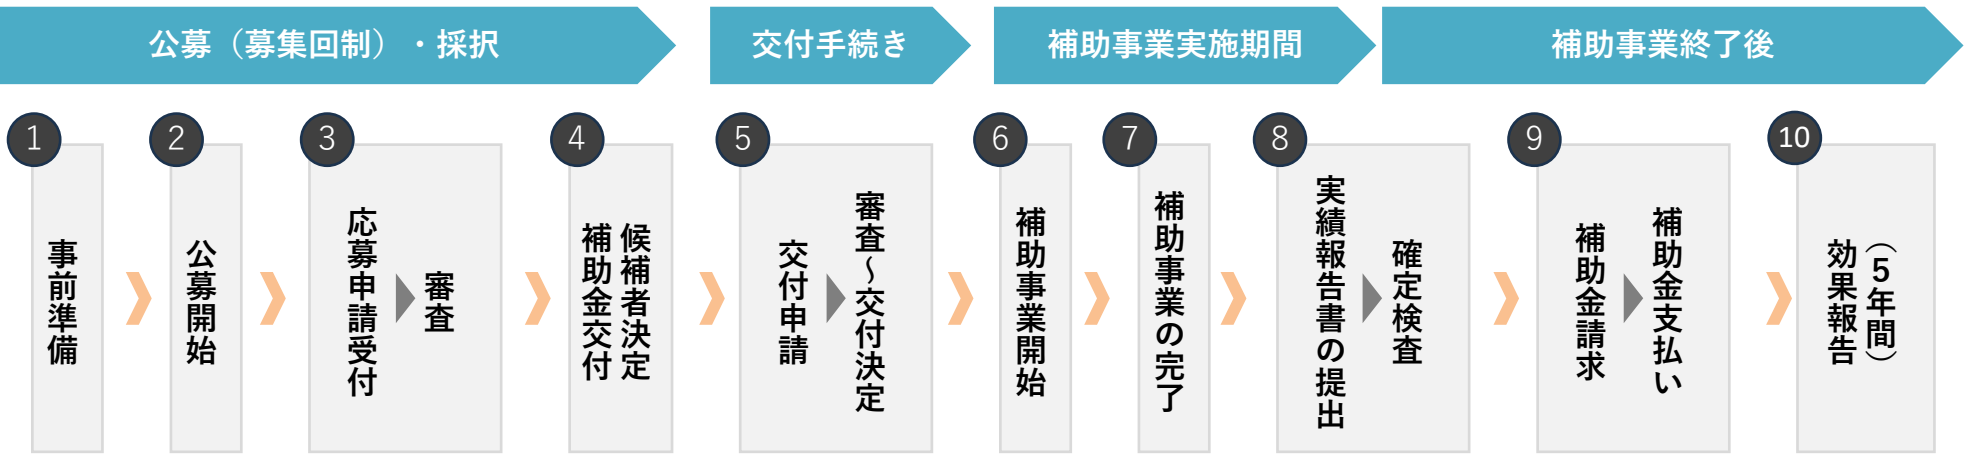 公募（募集回制）・採択
交付手続き
補助事業実施期間
補助事業終了後
1
事前準備
2
公募開始
3
応募申請受付
審査
4
補助金交付
候補者決定
5
交付申請
審査～交付決定
6
補助事業開始
7
補助事業の完了
8
実績報告書の提出
確定検査
9
補助金請求
補助金支払い
10
効果報告
（5年間）